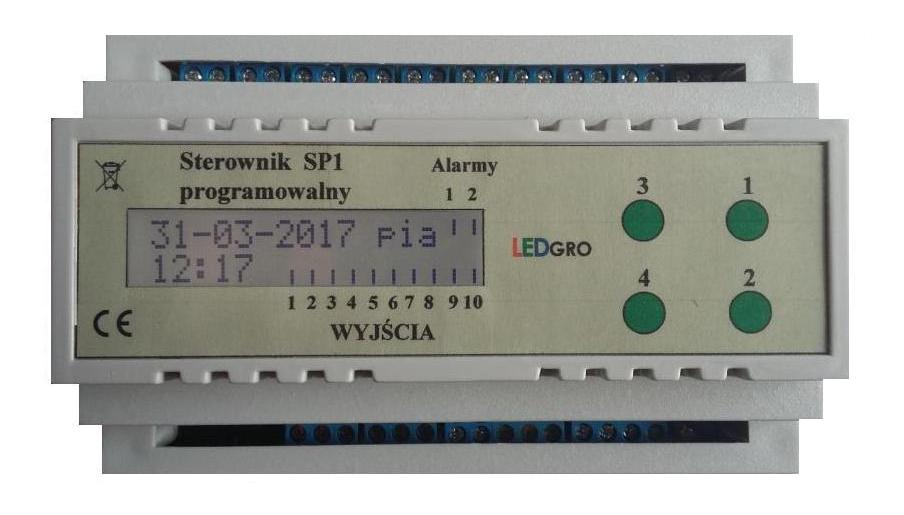 Sterownik SP1
programowalny
Alarmy
1 2
31-03-2017 pia
12:17
1 2 3 4 5 6 7 8 9 10
WYJŚCIA
CE
LEDGRO
3 1
4 2